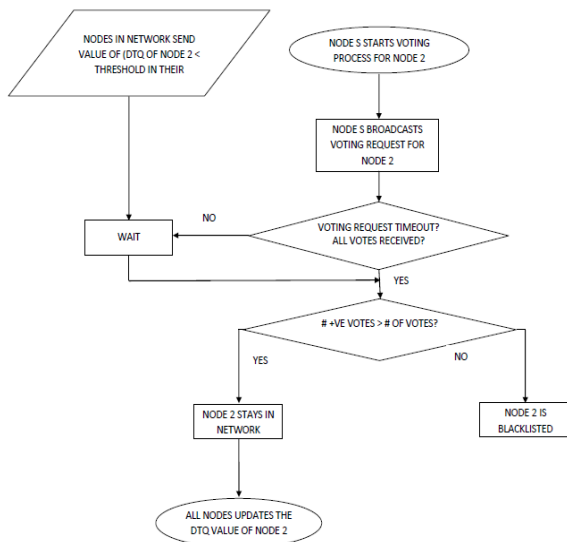 NODES IN NETWORK SEND
VALUE OF (DTQ OF NODE 2 <
THRESHOLD IN THEIR
NODE S STARTS VOTING
PROCESS FOR NODE 2
NODE S BROADCASTS
VOTING REQUEST FOR
NODE 2
VOTING REQUEST TIMEOUT?
ALL VOTES RECEIVED?
NO
WAIT
YES
# +VE VOTES > # OF VOTES?
YES
NO
NODE 2 STAYS IN
NETWORK
NODE 2 IS
BLACKLISTED
ALL NODES UPDATES THE
DTQ VALUE OF NODE 2